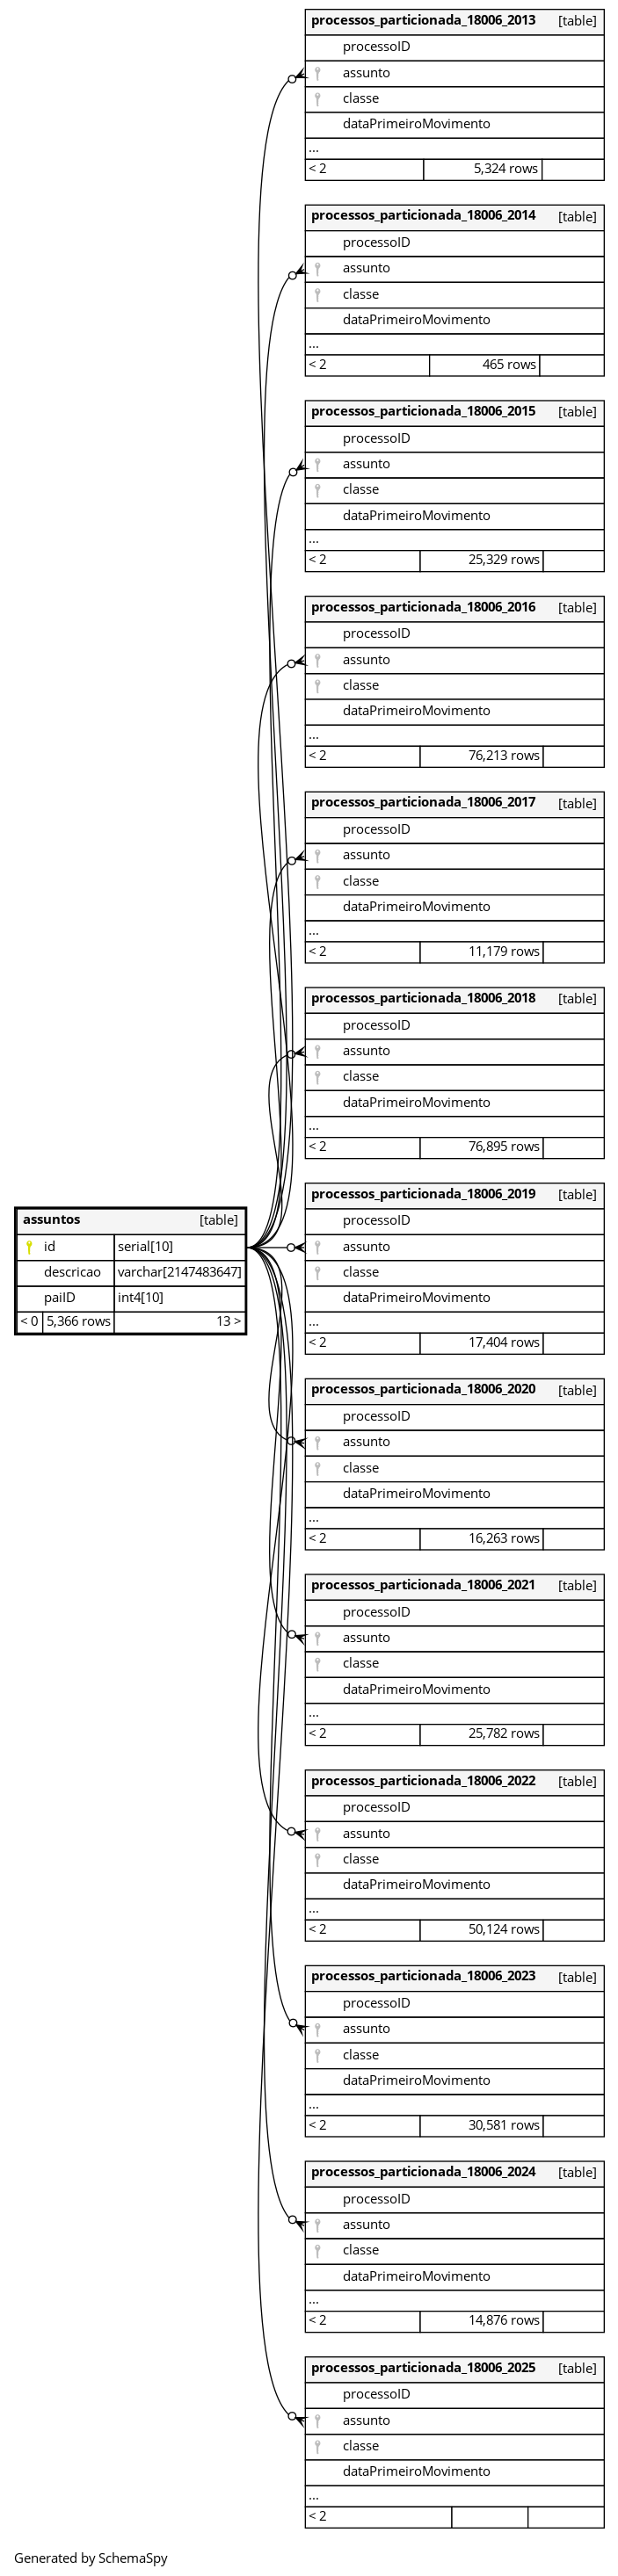 processos_particionada_18006_2013 [table]
processoID
assunto
classe
dataPrimeiroMovimento
...
< 2 5,324 rows
processos_particionada_18006_2014 [table]
processoID
assunto
classe
dataPrimeiroMovimento
...
< 2 465 rows
processos_particionada_18006_2015 [table]
processoID
assunto
classe
dataPrimeiroMovimento
...
< 2 25,329 rows
processos_particionada_18006_2016 [table]
processoID
assunto
classe
dataPrimeiroMovimento
...
< 2 76,213 rows
processos_particionada_18006_2017 [table]
processoID
assunto
classe
dataPrimeiroMovimento
...
< 2 11,179 rows
processos_particionada_18006_2018 [table]
processoID
assunto
classe
dataPrimeiroMovimento
...
< 2 76,895 rows
assuntos [table]
id serial[10]
descricao varchar[2147483647]
paiID int4[10]
< 0 5,366 rows 13 >
processos_particionada_18006_2019 [table]
processoID
assunto
classe
dataPrimeiroMovimento
...
< 2 17,404 rows
processos_particionada_18006_2020 [table]
processoID
assunto
classe
dataPrimeiroMovimento
...
< 2 16,263 rows
processos_particionada_18006_2021 [table]
processoID
assunto
classe
dataPrimeiroMovimento
...
< 2 25,782 rows
processos_particionada_18006_2022 [table]
processoID
assunto
classe
dataPrimeiroMovimento
...
< 2 50,124 rows
processos_particionada_18006_2023 [table]
processoID
assunto
classe
dataPrimeiroMovimento
...
< 2 30,581 rows
processos_particionada_18006_2024 [table]
processoID
assunto
classe
dataPrimeiroMovimento
...
< 2 14,876 rows
processos_particionada_18006_2025 [table]
processoID
assunto
classe
dataPrimeiroMovimento
...
< 2
Generated by SchemaSpy